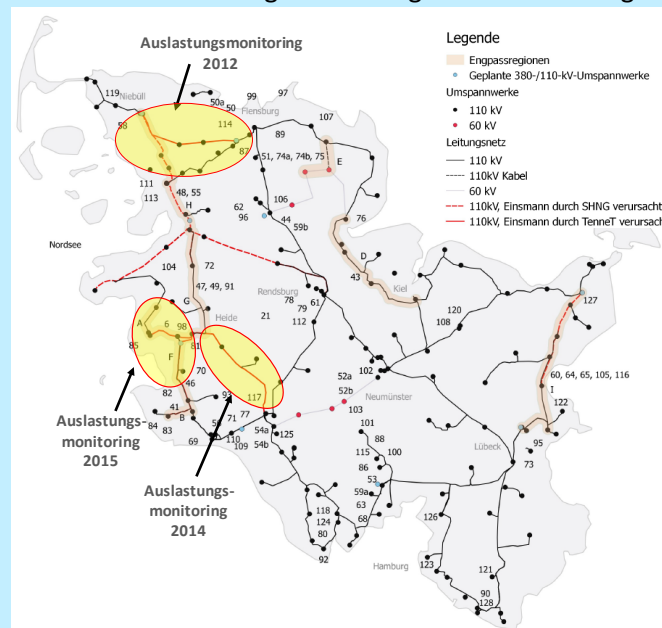 Auslastungsmonitoring
2012
Legende
Engpassregionen
Geplante 380-/110-kV-Umspannwerke
Umspannwerke
110 kV
60 kV
Leitungsnetz
110 kV
110kV Kabel
60 kV
110kV, Einsmann durch SHNG verursacht
110kV, Einsmann durch TenneT verursach
Niebüll
119
58
50a
50
99
97
Flensburg
107
114
87
89
51, 74a, 74b, 75
E
111
113
48, 55
H
62
96
106
44
59b
76
Nordsee
D
43
Kiel
104
72
47, 49, 91
G
Rendsburg
78
79
61
112
21
120
108
127
A
6
98
Heide
85
81
F
70
46
82
41
B
84
83
69
117
71
77
110
109
54a
54b
125
102
52a
52b
Neumünster
103
101
88
115
100
86
53
59a
63
68
60, 64, 65, 105, 116
I
122
Lübeck
95
73
118
124
80
92
126
123
Hamburg
121
90
128
Auslastungs-
monitoring
2015
Auslastungs-
monitoring
2014